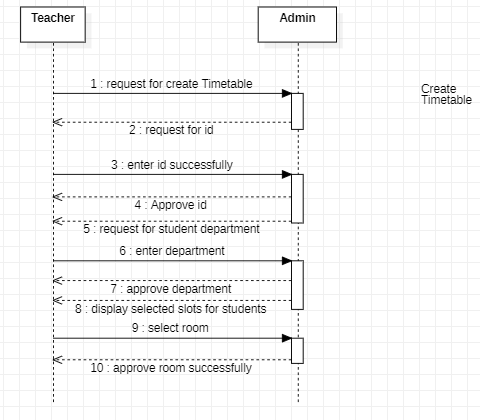 Teacher
Admin
1 : request for create Timetable
Create
Timetable
2 : request for id
3 : enter id successfully
4 : Approve id
5 : request for student department
6 : enter department
7 : approve department
8 : display selected slots for students
9 : select room
10 : approve room successfully